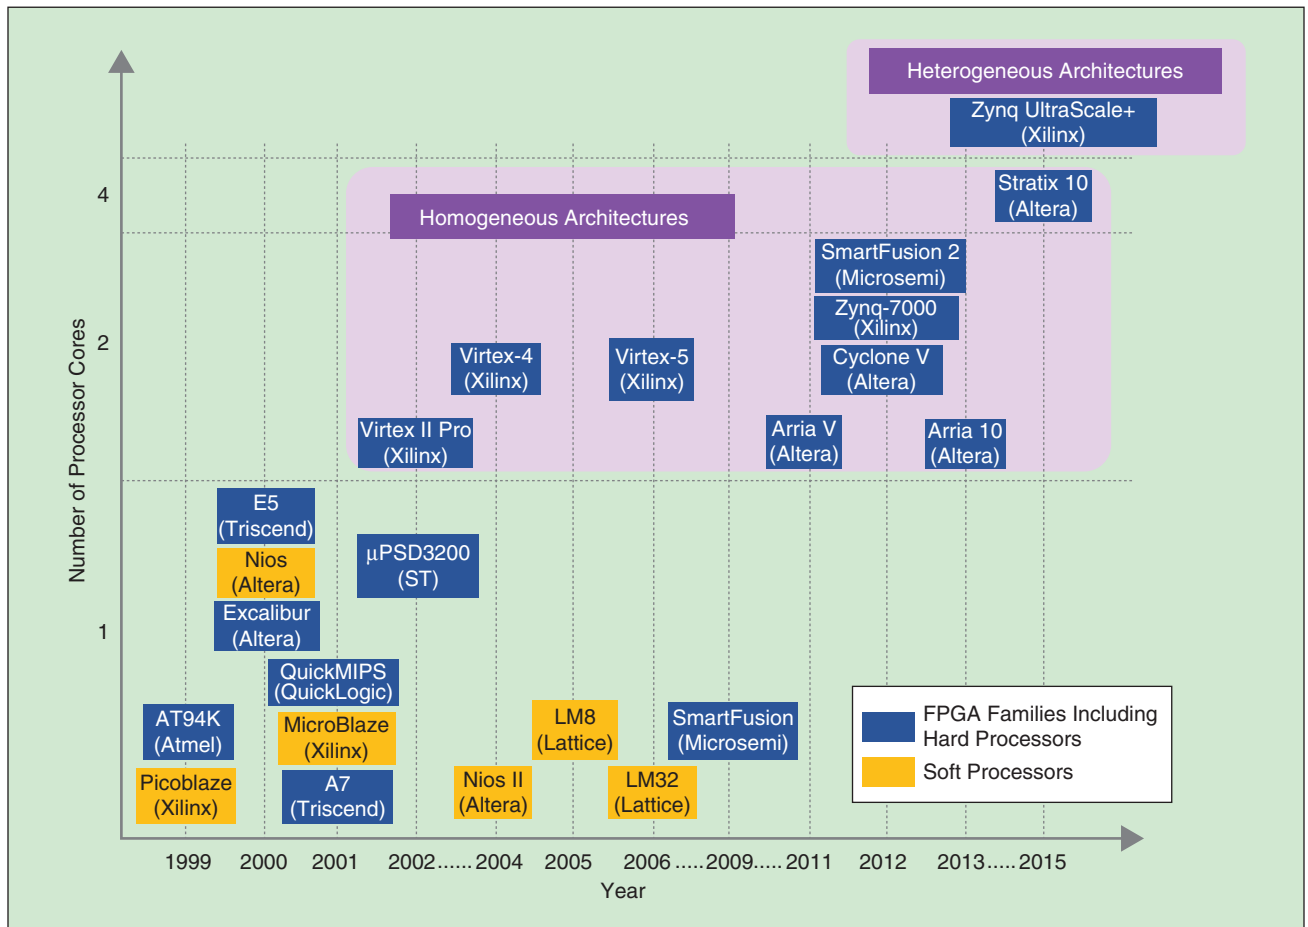 Heterogeneous Architectures
Zynq UltraScale+
(Xilinx)
4
Stratix 10
(Altera)
Homogeneous Architectures
SmartFusion 2
(Microsemi)
Zynq-7000
(Xilinx)
2
Virtex-4
(Xilinx)
Virtex-5
(Xilinx)
Cyclone V
(Altera)
Virtex II Pro
(Xilinx)
Arria V
(Altera)
Arria 10
(Altera)
Number of Processor Cores
E5
(Triscend)
Nios
(Altera)
μPSD3200
(ST)
Excalibur
(Altera)
1
QuickMIPS
(QuickLogic)
AT94K
(Atmel)
MicroBlaze
(Xilinx)
LM8
(Lattice)
SmartFusion
(Microsemi)
Picoblaze
(Xilinx)
A7
(Triscend)
Nios II
(Altera)
LM32
(Lattice)
FPGA Families Including
Hard Processors
Soft Processors
1999 2000 2001 2002......2004 2005 2006 .....2009.....2011 2012 2013.....2015
Year